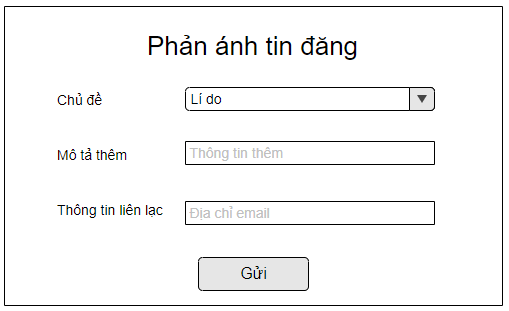 Phản ánh tin đăng
Chủ đề
Lí do
Mô tả thêm
Thông tin thêm
Thông tin liên lạc
Địa chỉ email
Gửi